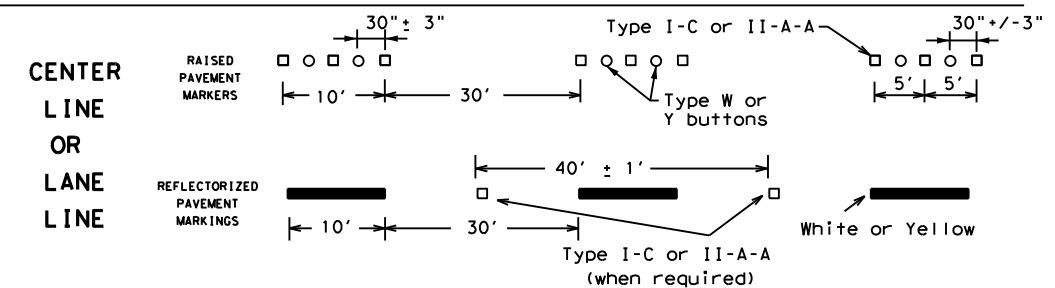 CENTER
LINE
OR
LANE
LINE
RAISED
PAVEMENT
MARKERS
30"± 3"
10'
30'
Type W or
Y buttons
Type I-C or II-A-A
30"+/-3"
5'
5'
REFLECTORIZED
PAVEMENT
MARKINGS
10'
30'
40' ± 1'
Type I-C or II-A-A
(when required)
White or Yellow